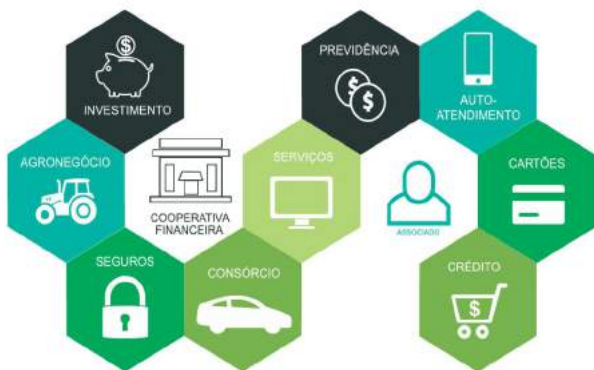 INVESTIMENTO
PREVIDÊNCIA
AUTO-
ATENDIMENTO
AGRONEGÓCIO
COOPERATIVA
FINANCEIRA
SERVIÇOS
ASSOCIADO
CARTÕES
SEGUROS
CONSÓRCIO
CRÉDITO